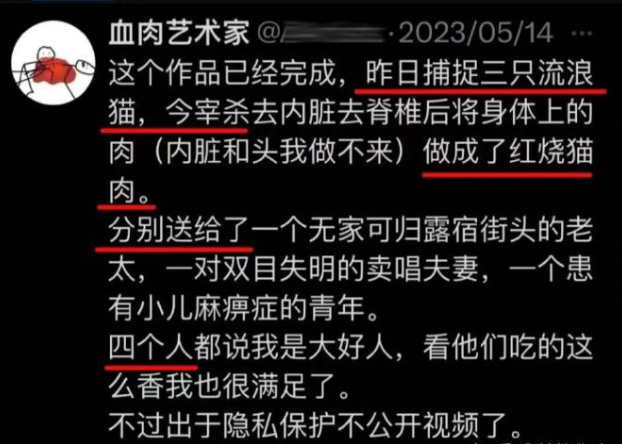 血肉艺术家 @ ·2023/05/14 ···
这个作品已经完成，昨日捕捉三只流浪
猫，今宰杀去内脏去脊椎后将身体上的
肉（内脏和头我做不来）做成了红烧猫
肉。
分别送给了一个无家可归露宿街头的老
太，一对双目失明的卖唱夫妻，一个患
有小儿麻痹症的青年。
四个人都说我是大好人，看他们吃的这
么香我也很满足了。
不过出于隐私保护不公开视频了。